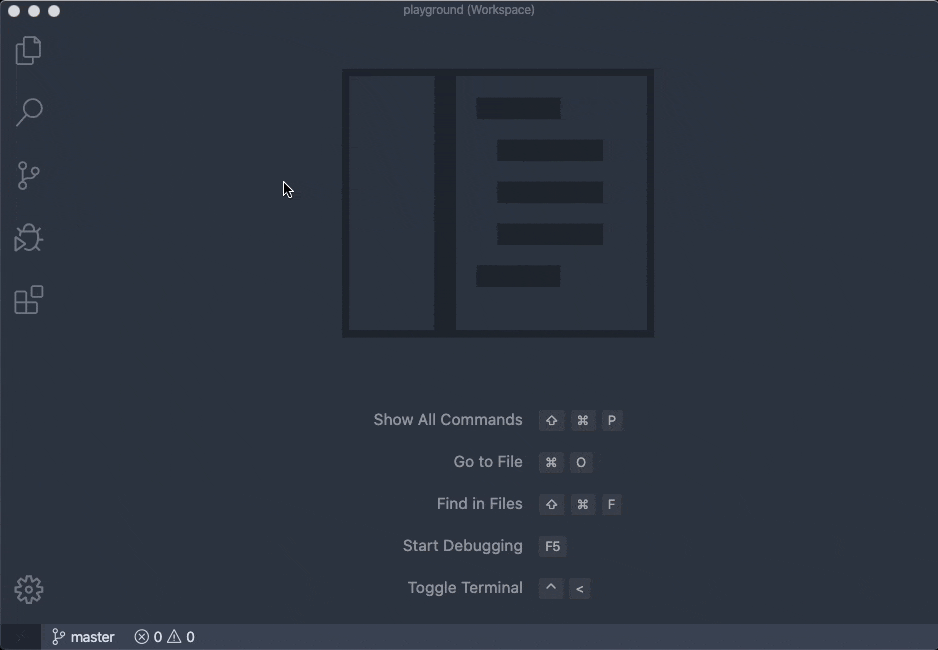 playground (Workspace)
Show All Commands ⇧ ⌘ P
Go to File ⌘ O
Find in Files ⇧ ⌘ F
Start Debugging F5
Toggle Terminal ^ <
master 0 0